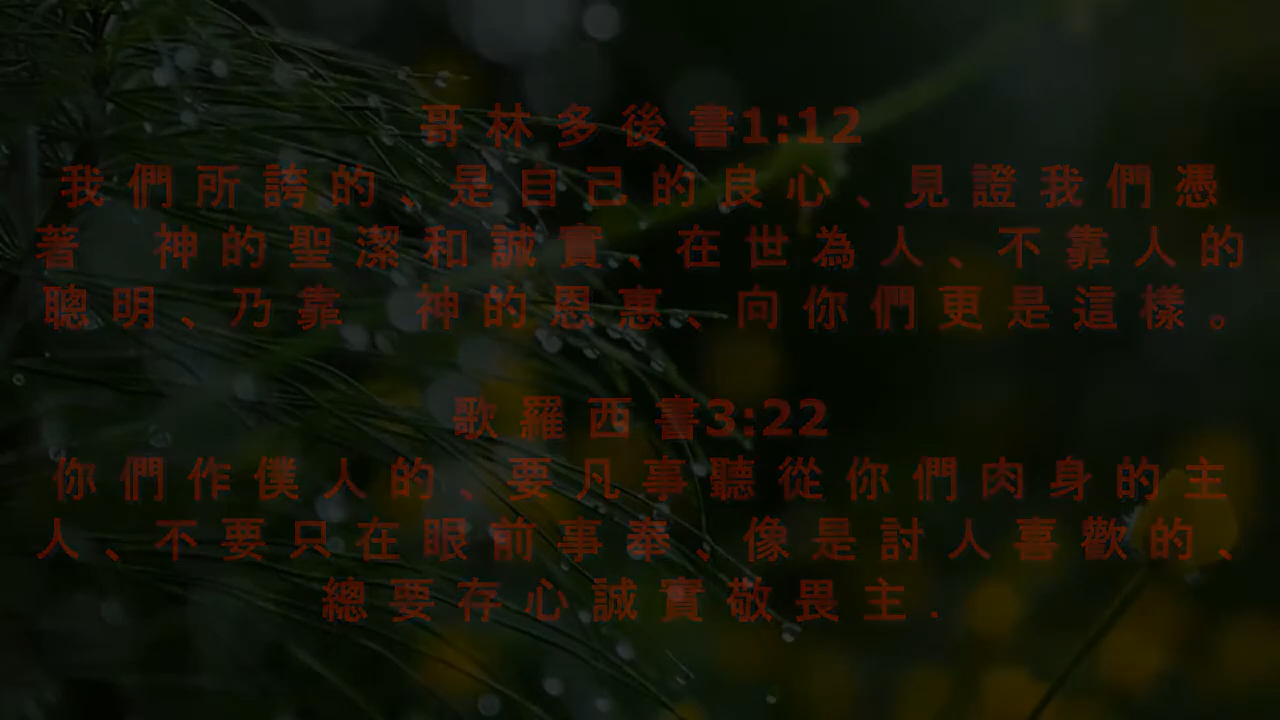 哥林多後書1:12
我們所誇的、是自己的良心、見證我們憑
著　神的聖潔和誠實、在世為人、不靠人的
聰明、乃靠　神的恩惠、向你們更是這樣。
歌羅西書3:22
你們作僕人的、要凡事聽從你們肉身的主
人、不要只在眼前事奉、像是討人喜歡的、
總要存心誠實敬畏主.